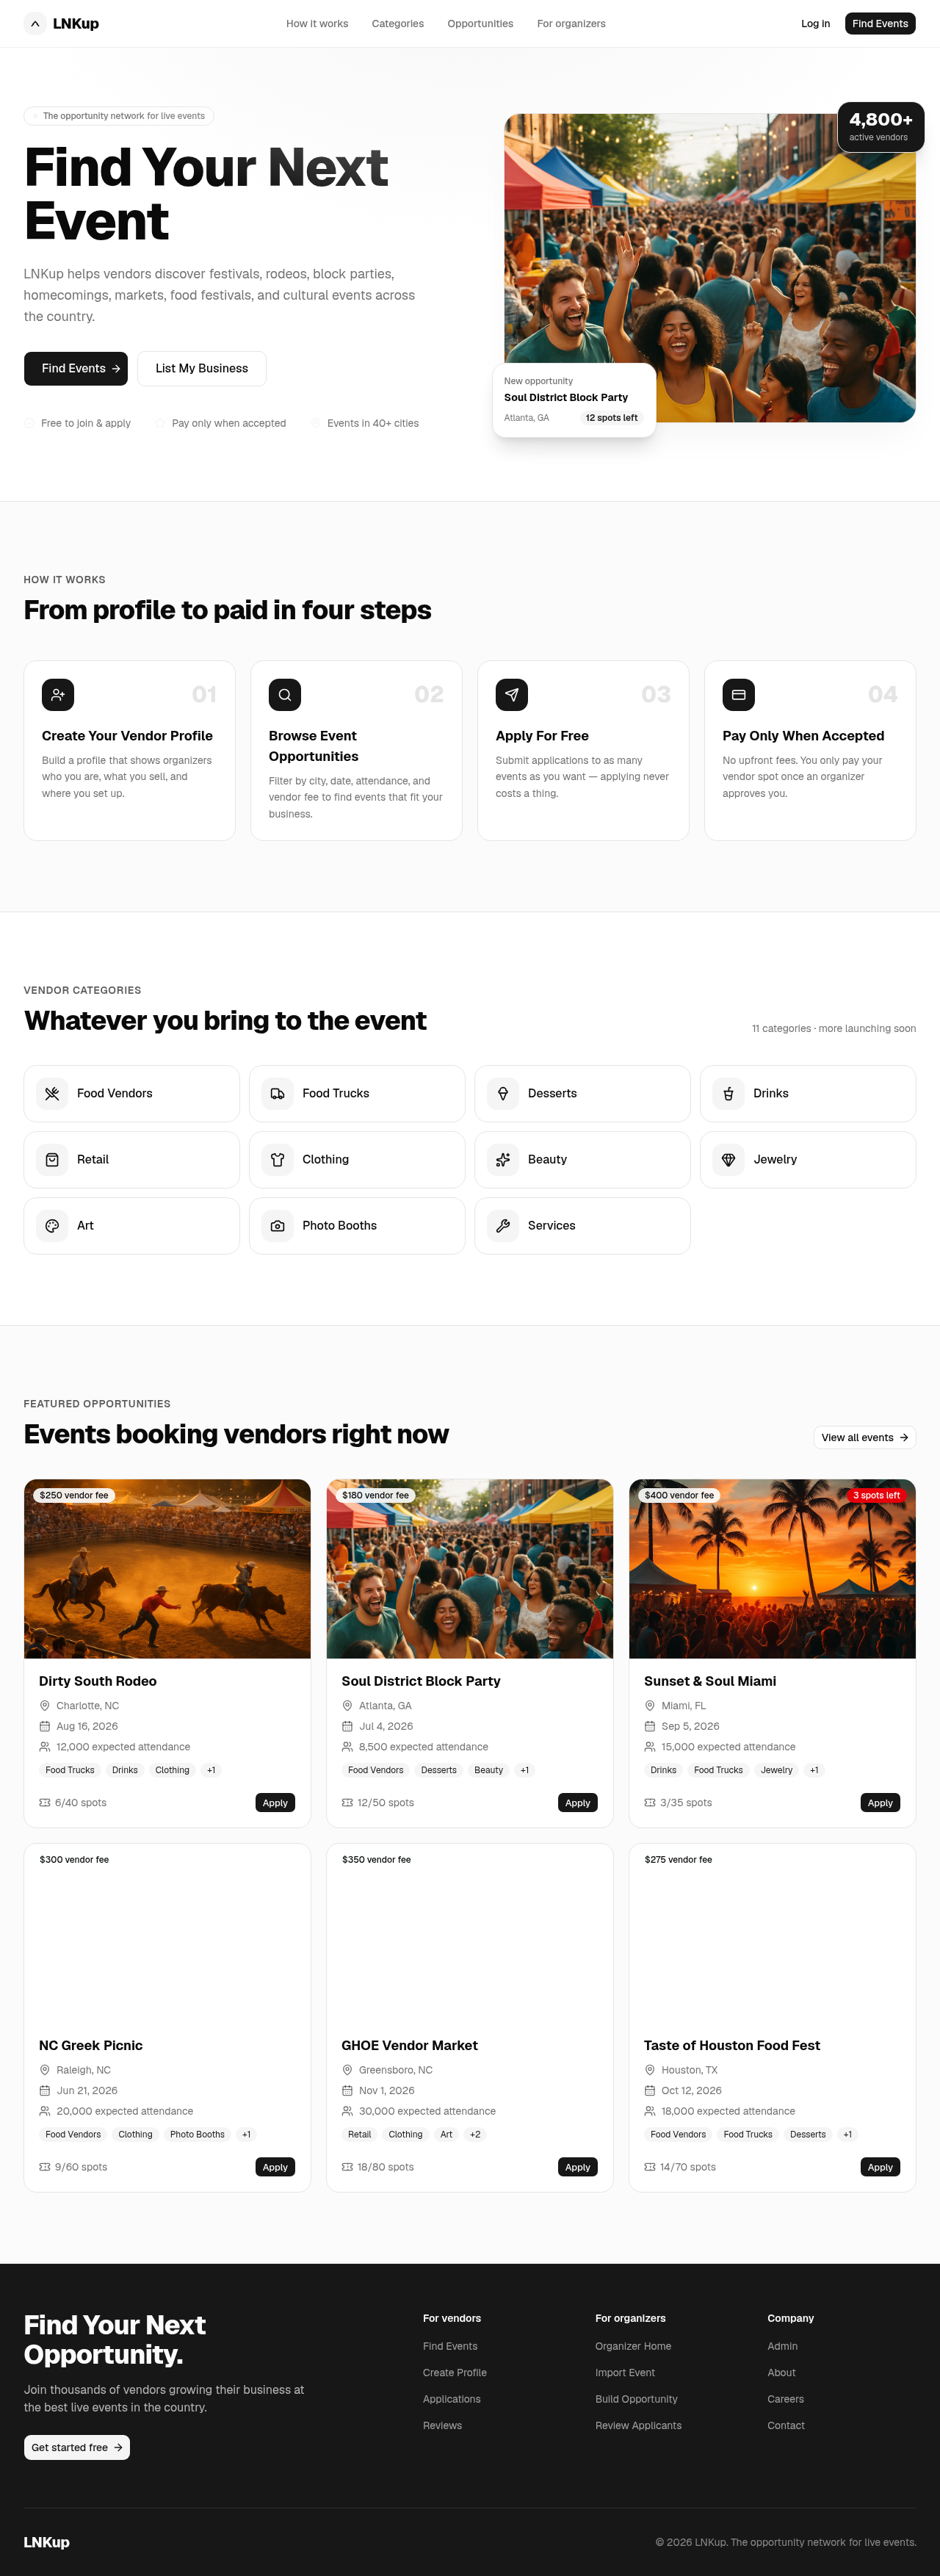 LNKup
How it works
Categories
Opportunities
For organizers
Log in
Find Events
The opportunity network for live events
Find Your Next
Event
LNKup helps vendors discover festivals, rodeos, block parties,
homecomings, markets, food festivals, and cultural events across
the country.
Find Events →
List My Business
Free to join & apply
Pay only when accepted
Events in 40+ cities
4,800+
active vendors
New opportunity
Soul District Block Party
Atlanta, GA
12 spots left
HOW IT WORKS
From profile to paid in four steps
01
Create Your Vendor Profile
Build a profile that shows organizers
who you are, what you sell, and
where you set up.
02
Browse Event
Opportunities
Filter by city, date, attendance, and
vendor fee to find events that fit your
business.
03
Apply For Free
Submit applications to as many
events as you want — applying never
costs a thing.
04
Pay Only When Accepted
No upfront fees. You only pay your
vendor spot once an organizer
approves you.
VENDOR CATEGORIES
Whatever you bring to the event
11 categories · more launching soon
Food Vendors
Food Trucks
Desserts
Drinks
Retail
Clothing
Beauty
Jewelry
Art
Photo Booths
Services
FEATURED OPPORTUNITIES
Events booking vendors right now
View all events →
$250 vendor fee
Dirty South Rodeo
Charlotte, NC
Aug 16, 2026
12,000 expected attendance
Food Trucks
Drinks
Clothing
+1
6/40 spots
Apply
$180 vendor fee
Soul District Block Party
Atlanta, GA
Jul 4, 2026
8,500 expected attendance
Food Vendors
Desserts
Beauty
+1
12/50 spots
Apply
$400 vendor fee
3 spots left
Sunset & Soul Miami
Miami, FL
Sep 5, 2026
15,000 expected attendance
Drinks
Food Trucks
Jewelry
+1
3/35 spots
Apply
$300 vendor fee
NC Greek Picnic
Raleigh, NC
Jun 21, 2026
20,000 expected attendance
Food Vendors
Clothing
Photo Booths
+1
9/60 spots
Apply
$350 vendor fee
GHOE Vendor Market
Greensboro, NC
Nov 1, 2026
30,000 expected attendance
Retail
Clothing
Art
+2
18/80 spots
Apply
$275 vendor fee
Taste of Houston Food Fest
Houston, TX
Oct 12, 2026
18,000 expected attendance
Food Vendors
Food Trucks
Desserts
+1
14/70 spots
Apply
Find Your Next
Opportunity.
Join thousands of vendors growing their business at
the best live events in the country.
Get started free →
For vendors
Find Events
Create Profile
Applications
Reviews
For organizers
Organizer Home
Import Event
Build Opportunity
Review Applicants
Company
Admin
About
Careers
Contact
LNKup
© 2026 LNKup. The opportunity network for live events.